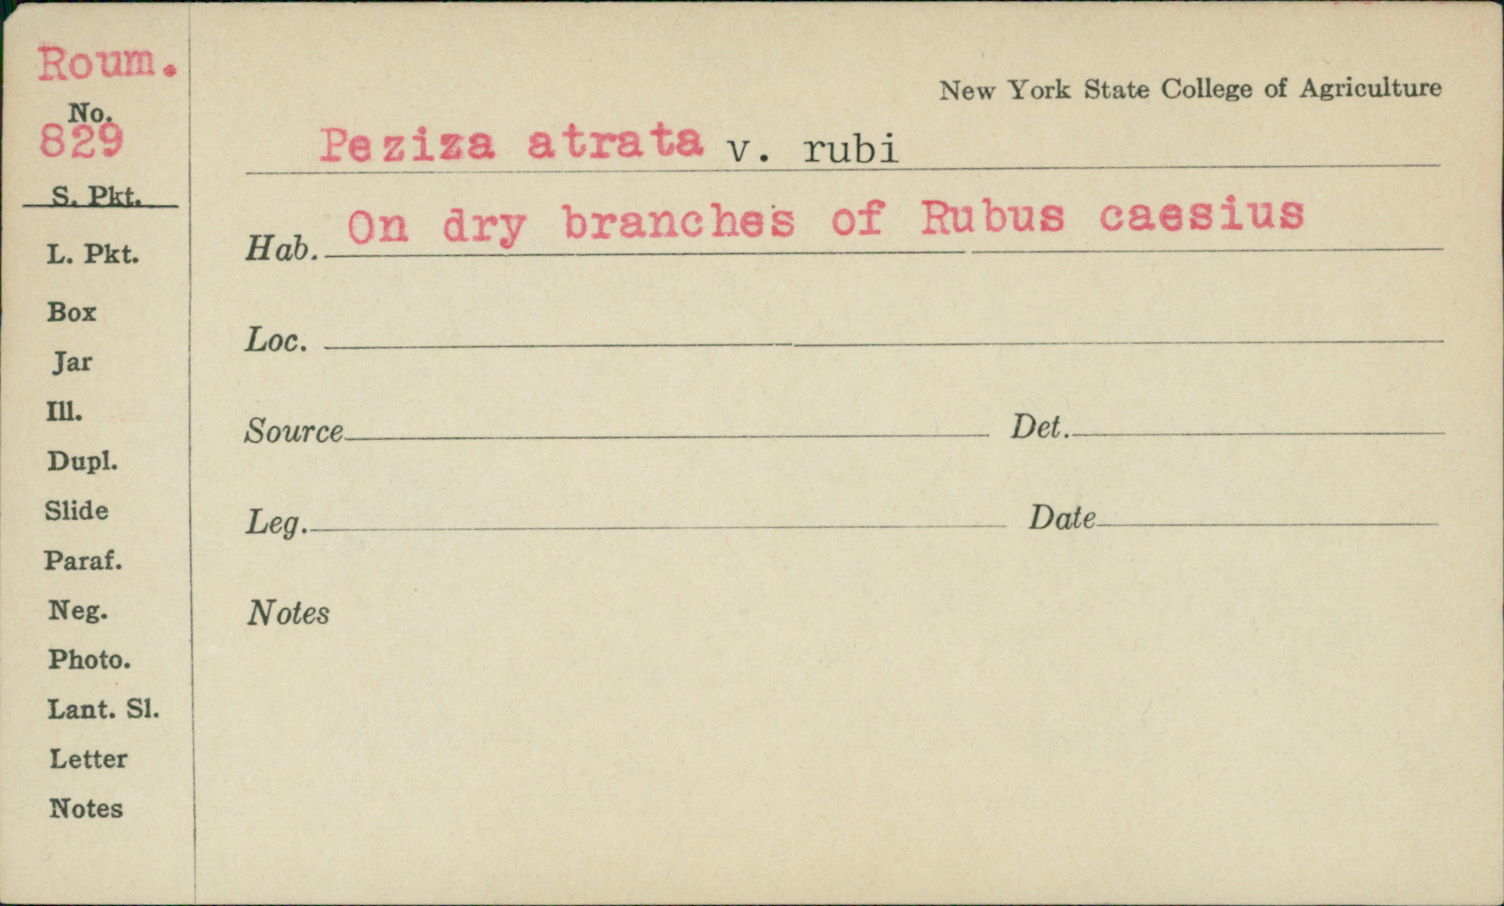 Roum.
No.
829
S. Pkt.
L. Pkt.
Box
Jar
Ill.
Dupl.
Slide
Paraf.
Neg.
Photo.
Lant. Sl.
Letter
Notes
New York State College of Agriculture
Peziza atrata v. rubi
Hab. On dry branches of Rubus caesius
Loc.
Source Det.
Leg. Date
Notes